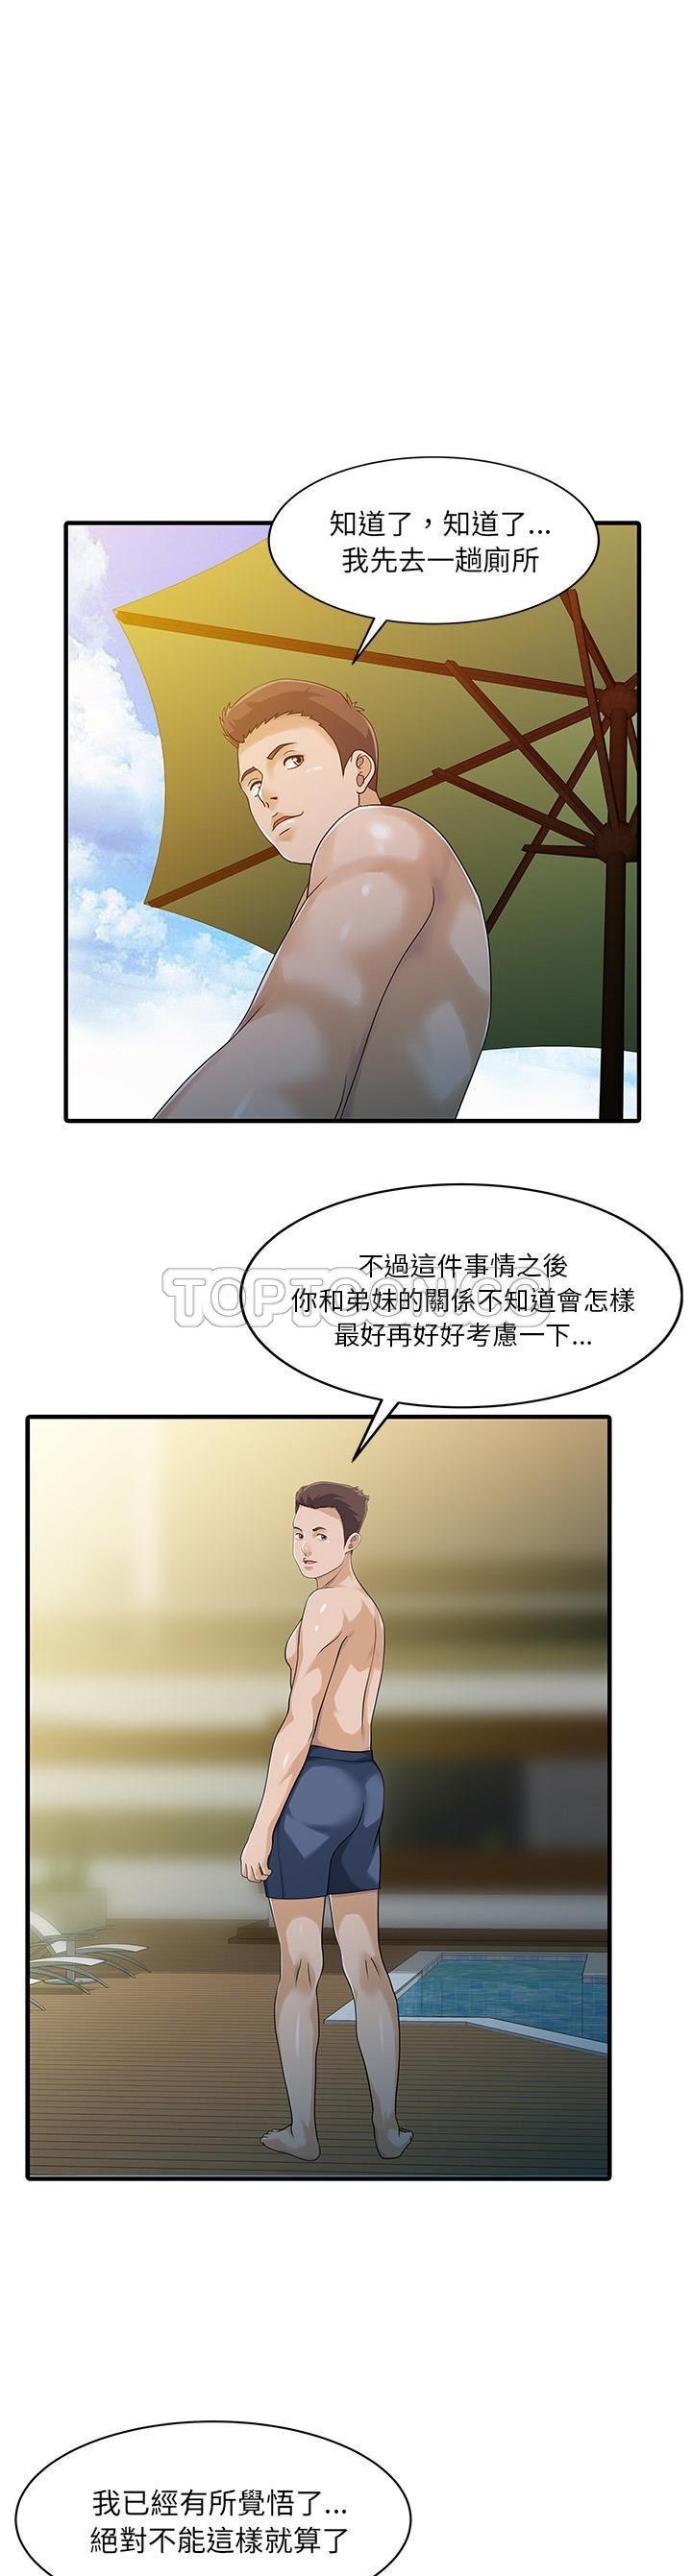 知道了，知道了...
我先去一趟廁所
不過這件事情之後
TOPTOON.CO
你和弟妹的關係不知道會怎樣
最好再好好考慮一下...
我已經有所覺悟了...
絕對不能這樣就算了